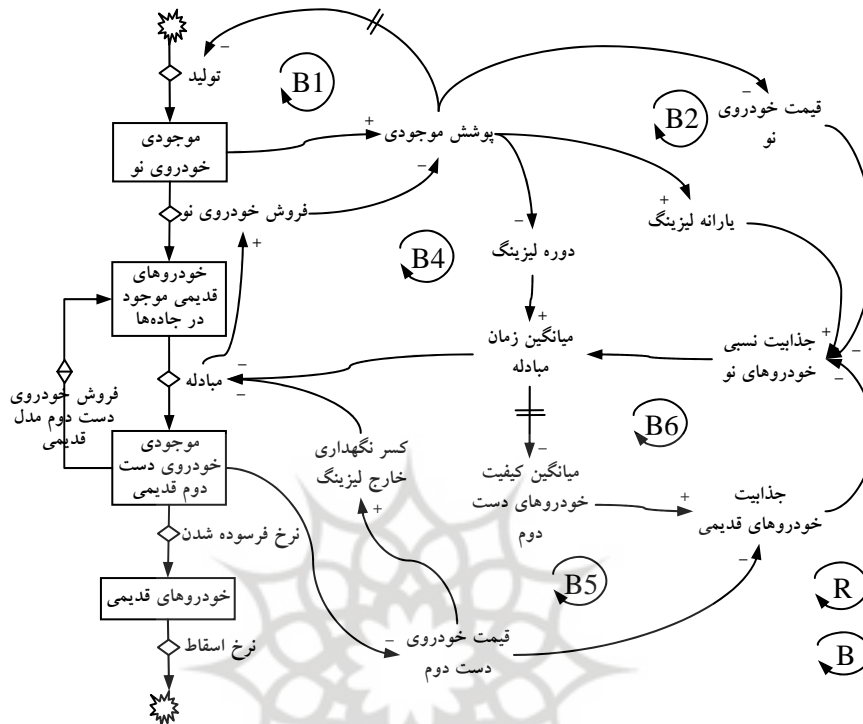 تولید
B1
قیمت خودروی
نو
B2
موجودی
خودروی نو
پوشش موجودی
فروش خودروی نو
یارانه لیزینگ
B4
دوره لیزینگ
خودروهای
قدیمی موجود
در جاده‌ها
میانگین زمان
مبادله
جذابیت نسبی
خودروهای نو
مبادله
فروش خودروی
دست دوم مدل
قدیمی
B6
موجودی
خودروی دست
دوم قدیمی
کسر نگهداری
خارج لیزینگ
میانگین کیفیت
خودروهای دست
دوم
جذابیت
خودروهای قدیمی
نرخ فرسوده شدن
B5
R
خودروهای قدیمی
قیمت خودروی
دست دوم
نرخ اسقاط
B